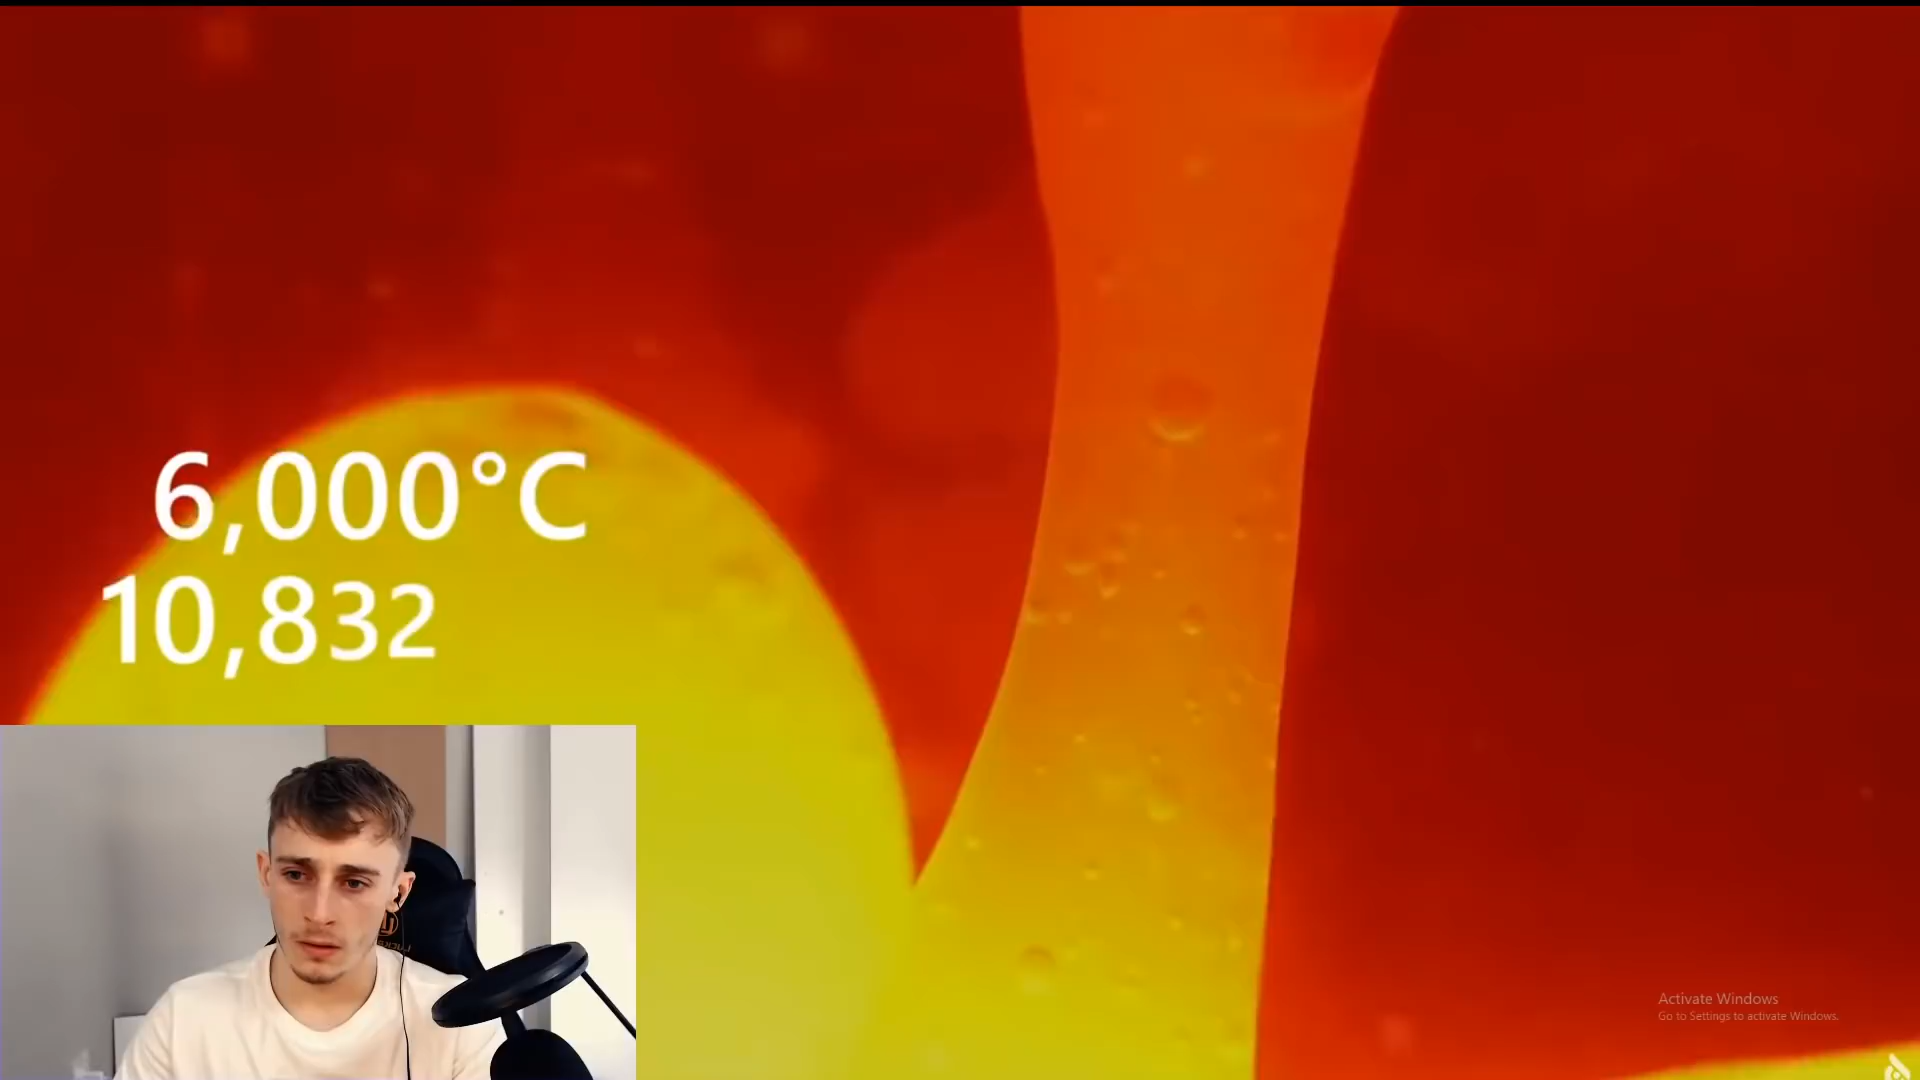 6,000°C
10,832
Activate Windows
Go to Settings to activate Windows.